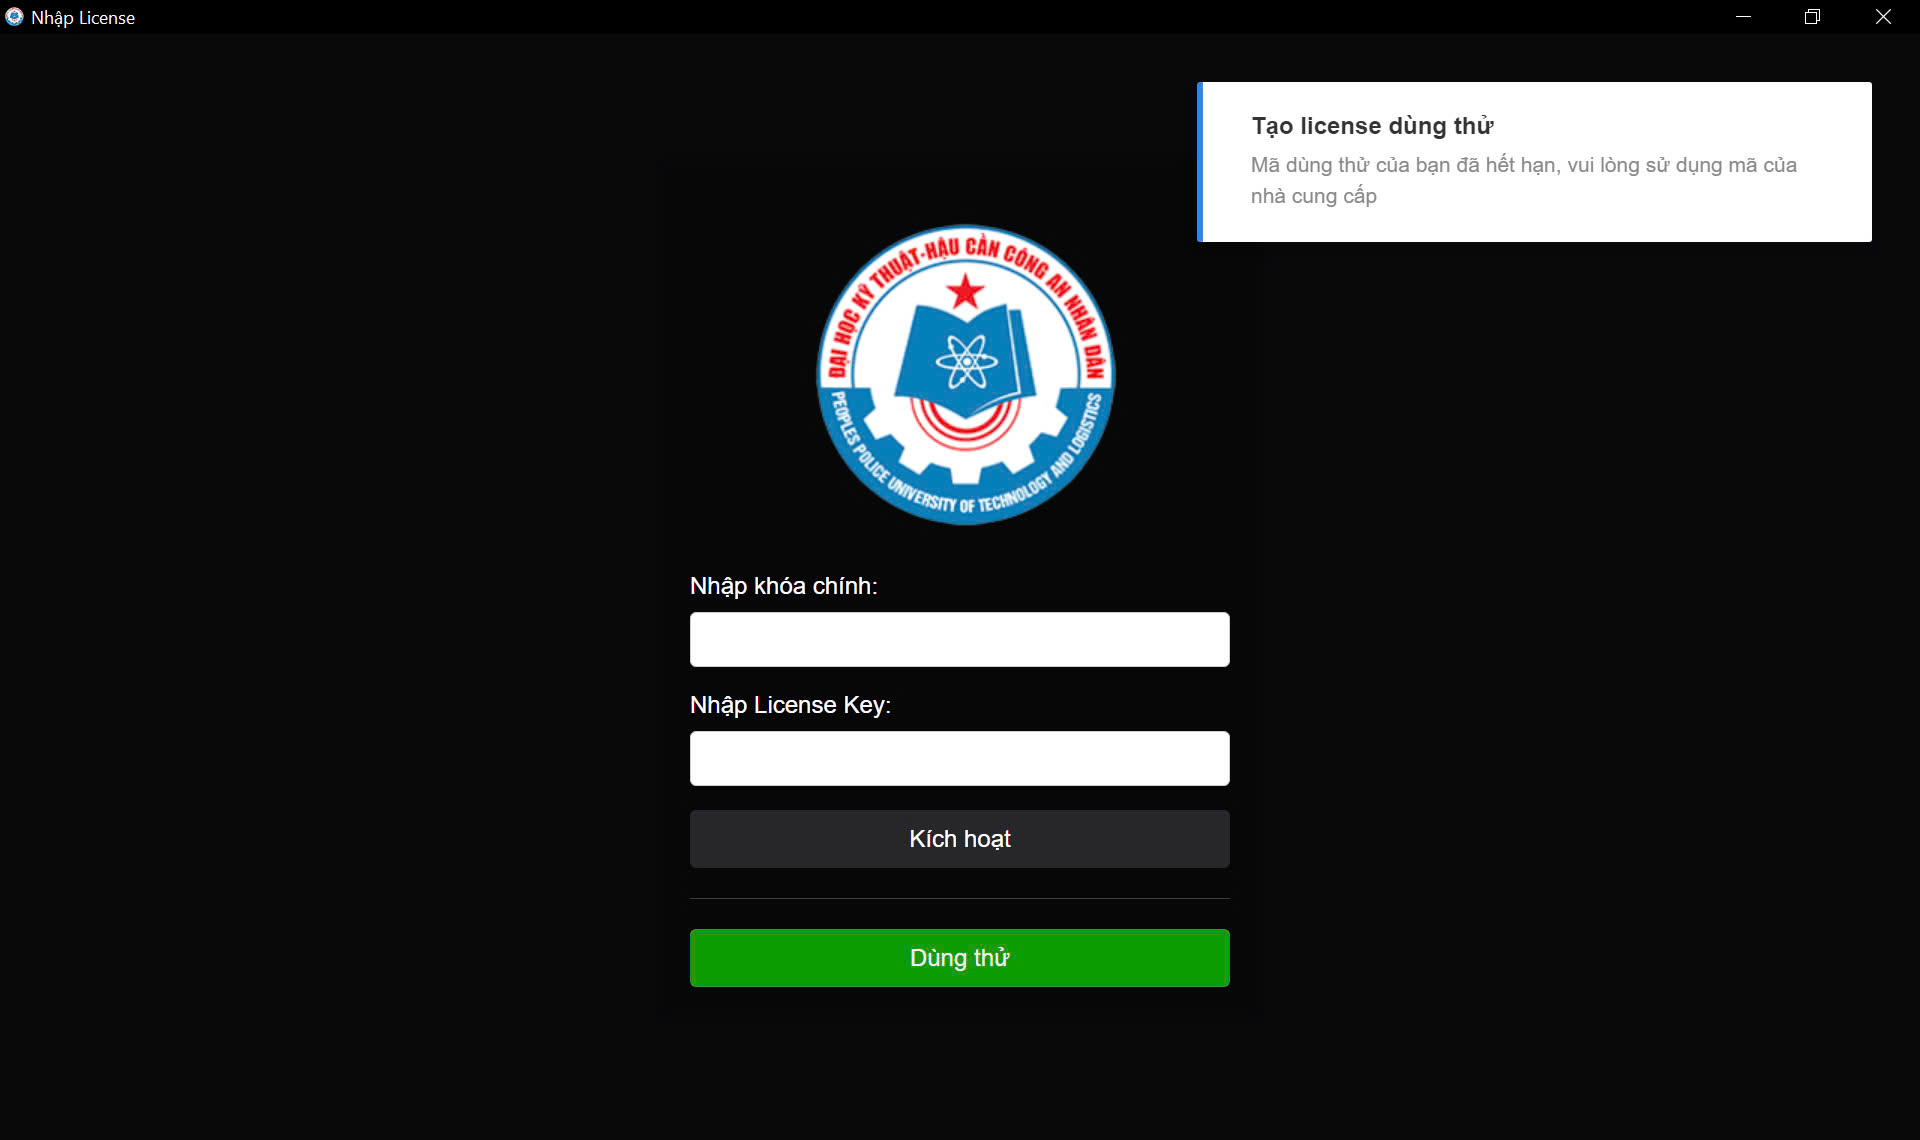 Nhập License
Tạo license dùng thử
Mã dùng thử của bạn đã hết hạn, vui lòng sử dụng mã của
nhà cung cấp
ĐẠI HỌC KỸ THUẬT-HẬU CẦN CÔNG AN NHÂN DÂN
PEOPLES POLICE UNIVERSITY OF TECHNOLOGY AND LOGISTICS
Nhập khóa chính:
Nhập License Key:
Kích hoạt
Dùng thử